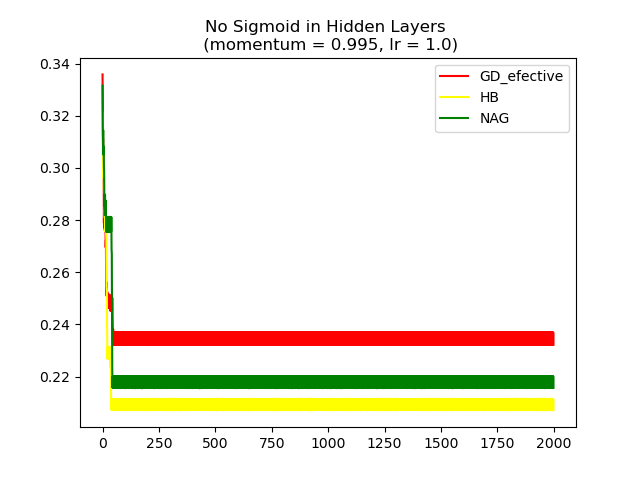 No Sigmoid in Hidden Layers
(momentum = 0.995, lr = 1.0)
GD_efective
HB
NAG
0.34
0.32
0.30
0.28
0.26
0.24
0.22
0 250 500 750 1000 1250 1500 1750 2000